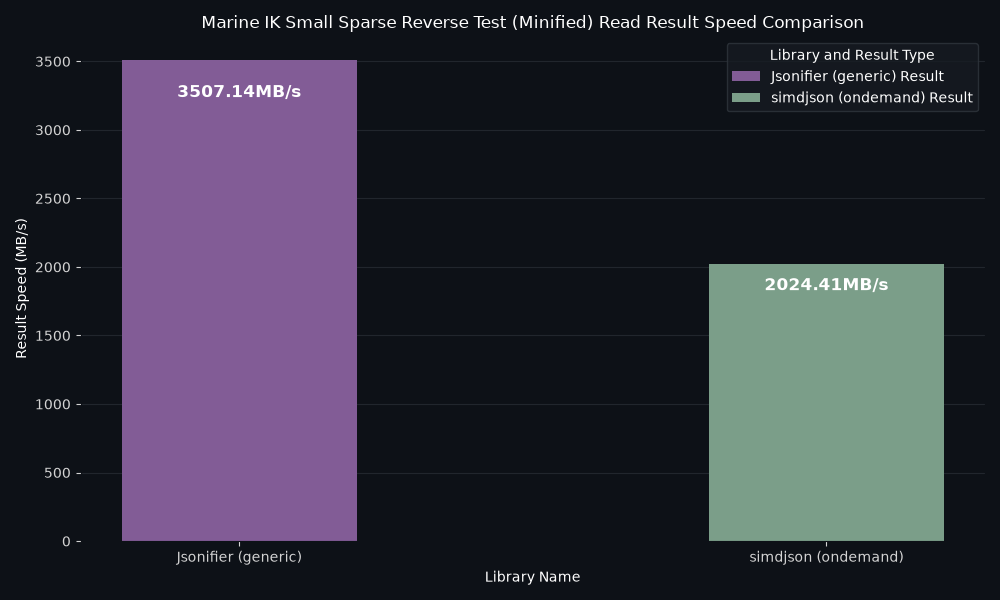 Marine IK Small Sparse Reverse Test (Minified) Read Result Speed Comparison
Library and Result Type
Jsonifier (generic) Result
simdjson (ondemand) Result
3507.14MB/s
2024.41MB/s
Result Speed (MB/s)
3500
3000
2500
2000
1500
1000
500
0
Jsonifier (generic)
simdjson (ondemand)
Library Name